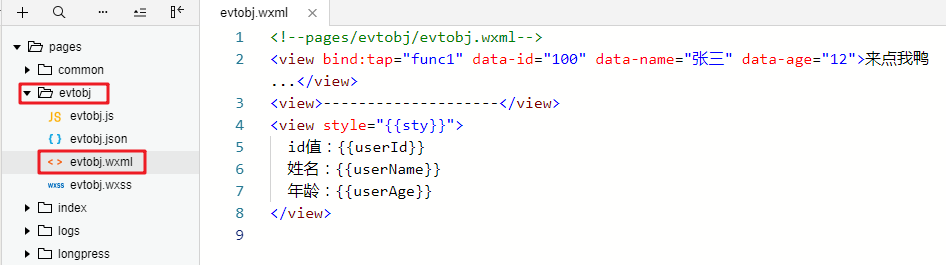 evtobj.wxml
pages
common
evtobj
evtobj.js
evtobj.json
evtobj.wxml
evtobj.wxss
index
logs
longpress
1 <!--pages/evtobj/evtobj.wxml-->
2 <view bind:tap="func1" data-id="100" data-name="张三" data-age="12">来点我鸭
...</view>
3 <view>--------------------</view>
4 <view style="{{sty}}">
5 id值：{{userId}}
6 姓名：{{userName}}
7 年龄：{{userAge}}
8 </view>
9